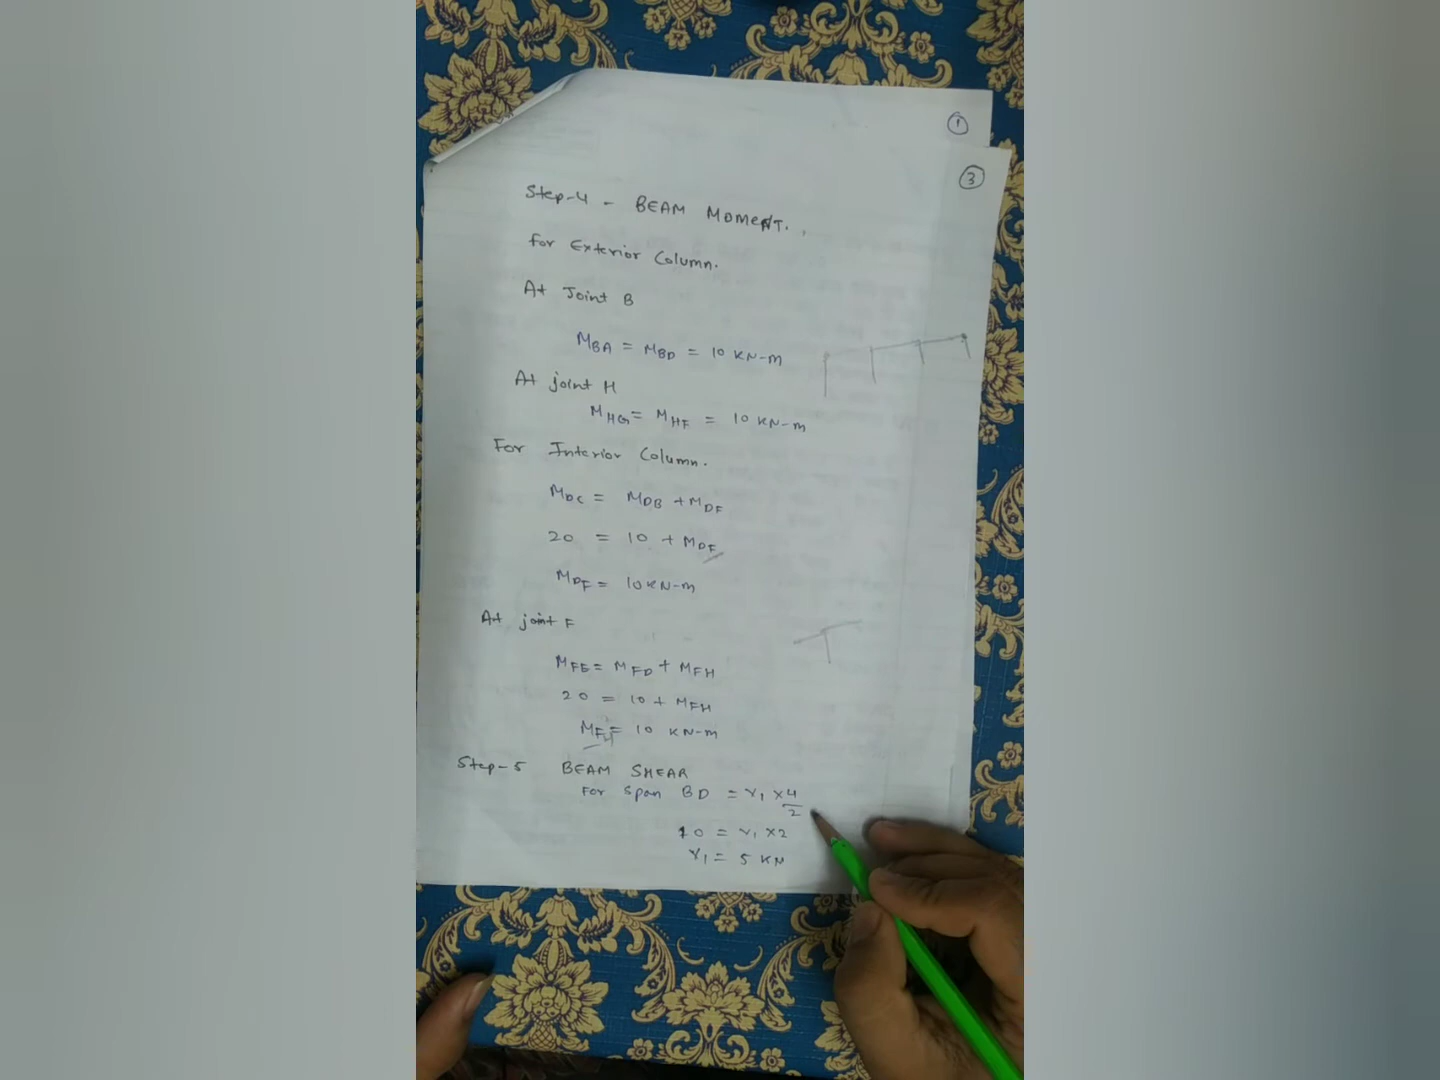 1
3
Step-4 - BEAM MOMENT.
for Exterior Column.
At Joint B
MBA = MBD = 10 KN-m
At joint H
MHG = MHF = 10 KN-m
For Interior Column.
MDC = MDB + MDF
20 = 10 + MDF
MDF = 10 KN-m
At joint F
MFE = MFD + MFH
20 = 10 + MFH
MFH = 10 KN-m
Step-5 BEAM SHEAR
For Span BD = V1 × 4/2
10 = V1 × 2
V1 = 5 KN